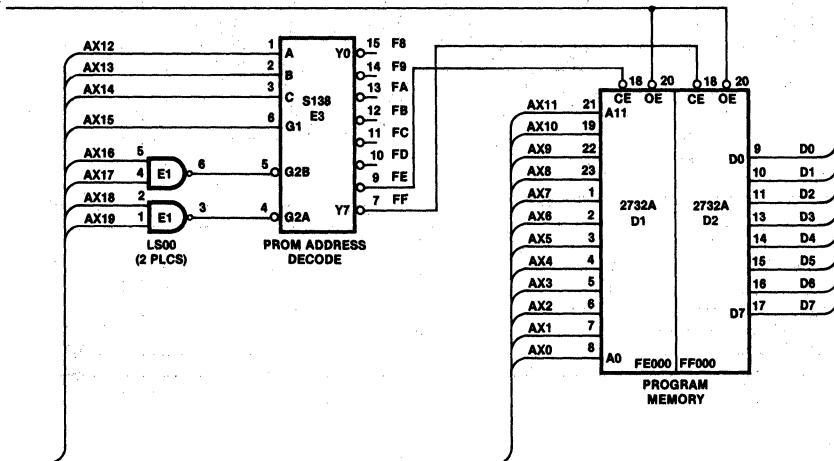 AX12 1 A Y0 15 F8
AX13 2 B 14 F9
AX14 3 C 13 FA
S138
E3
12 FB
AX15 6 G1
11 FC
10 FD
AX16 5
AX17 4 E1 6 5 G2B
9 FE
AX18 2
AX19 1 E1 3 4 G2A
Y7 7 FF
LS00
(2 PLCS)
PROM ADDRESS
DECODE
18 20 18 20
CE OE CE OE
AX11 21 A11
AX10 19
AX9 22
AX8 23
AX7 1
AX6 2
AX5 3
AX4 4
AX3 5
AX2 6
AX1 7
AX0 8 A0
2732A
D1
2732A
D2
D0 9 D0
10 D1
11 D2
13 D3
14 D4
15 D5
16 D6
D7 17 D7
FE000 FF000
PROGRAM
MEMORY